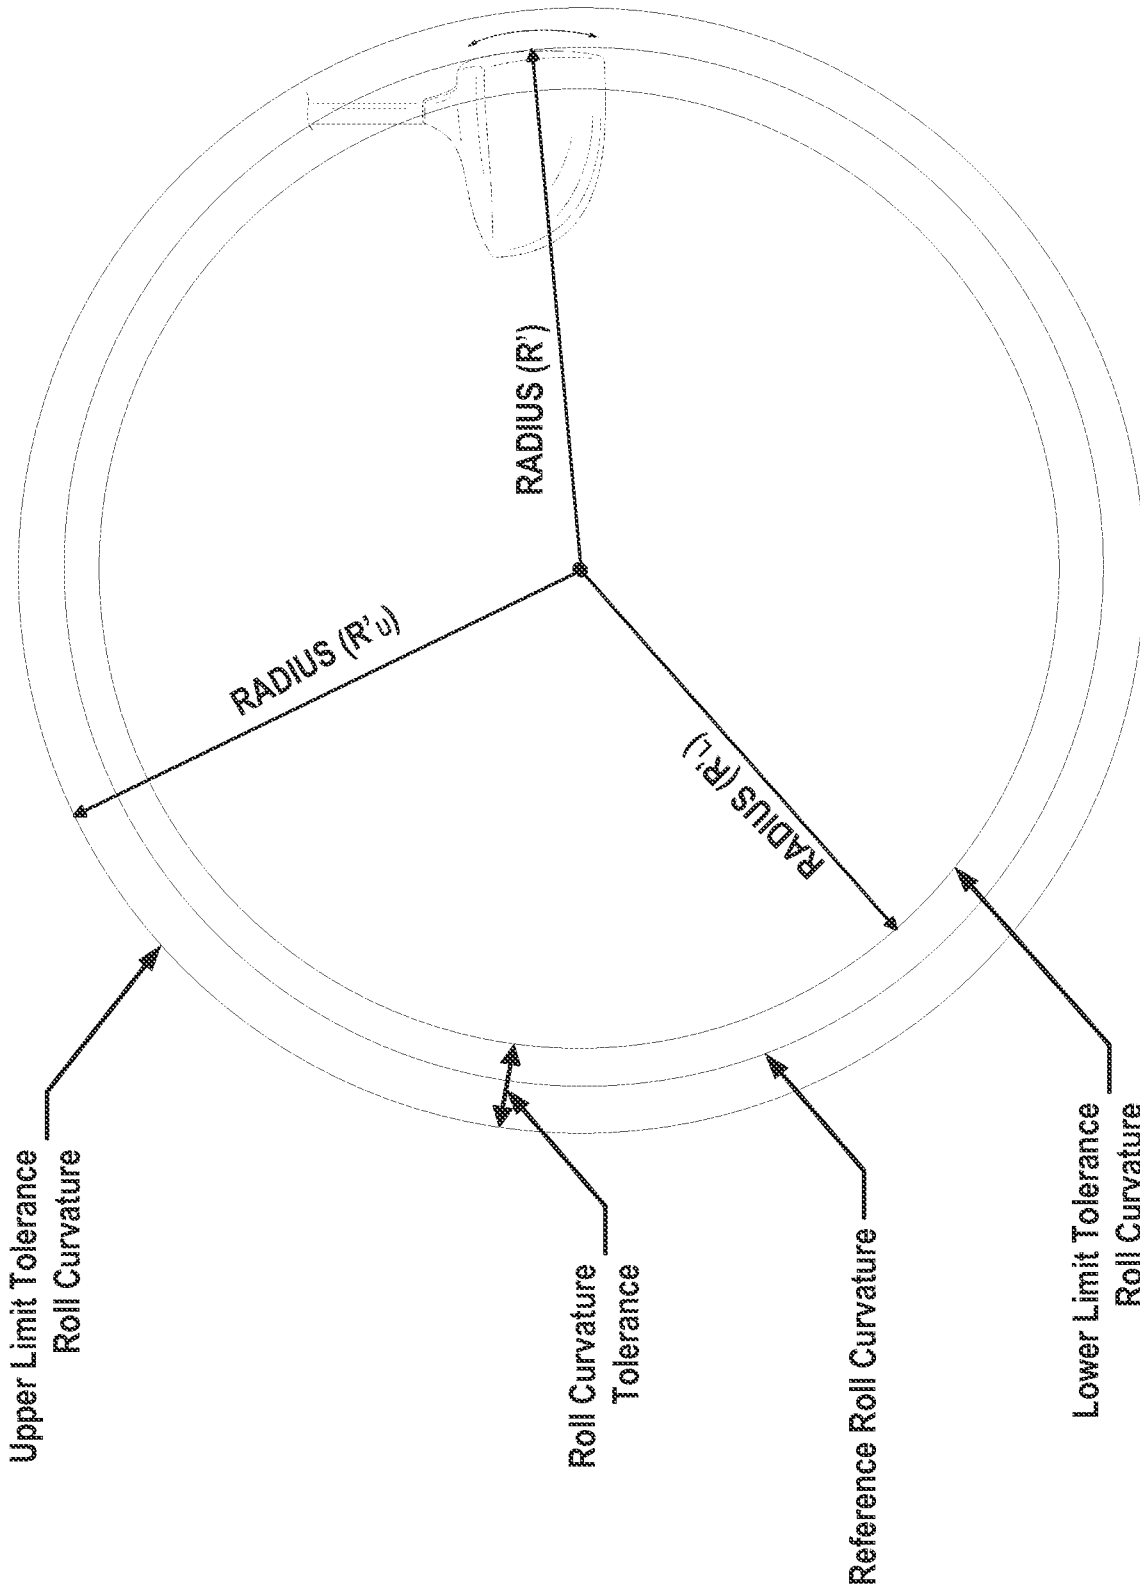 Upper Limit Tolerance
Roll Curvature
Roll Curvature
Tolerance
Reference Roll Curvature
Lower Limit Tolerance
Roll Curvature
RADIUS (R'U)
RADIUS (R'L)
RADIUS (R')